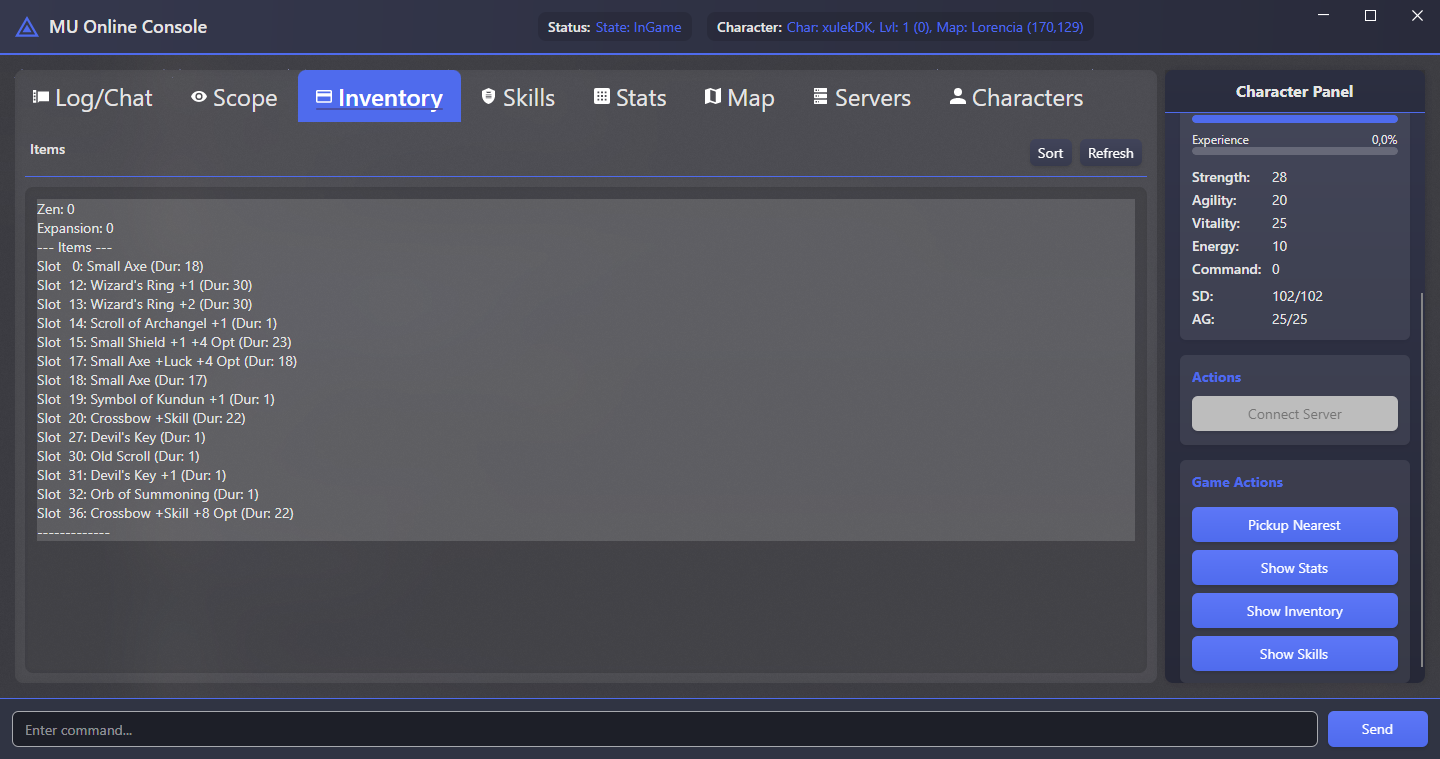 MU Online Console
Status: State: InGame
Character: Char: xulekDK, Lvl: 1 (0), Map: Lorencia (170,129)
Log/Chat
Scope
Inventory
Skills
Stats
Map
Servers
Characters
Items
Sort
Refresh
Zen: 0
Expansion: 0
--- Items ---
Slot   0: Small Axe (Dur: 18)
Slot  12: Wizard's Ring +1 (Dur: 30)
Slot  13: Wizard's Ring +2 (Dur: 30)
Slot  14: Scroll of Archangel +1 (Dur: 1)
Slot  15: Small Shield +1 +4 Opt (Dur: 23)
Slot  17: Small Axe +Luck +4 Opt (Dur: 18)
Slot  18: Small Axe (Dur: 17)
Slot  19: Symbol of Kundun +1 (Dur: 1)
Slot  20: Crossbow +Skill (Dur: 22)
Slot  27: Devil's Key (Dur: 1)
Slot  30: Old Scroll (Dur: 1)
Slot  31: Devil's Key +1 (Dur: 1)
Slot  32: Orb of Summoning (Dur: 1)
Slot  36: Crossbow +Skill +8 Opt (Dur: 22)
-------------
Character Panel
Experience 0,0%
Strength: 28
Agility: 20
Vitality: 25
Energy: 10
Command: 0
SD: 102/102
AG: 25/25
Actions
Connect Server
Game Actions
Pickup Nearest
Show Stats
Show Inventory
Show Skills
Enter command...
Send